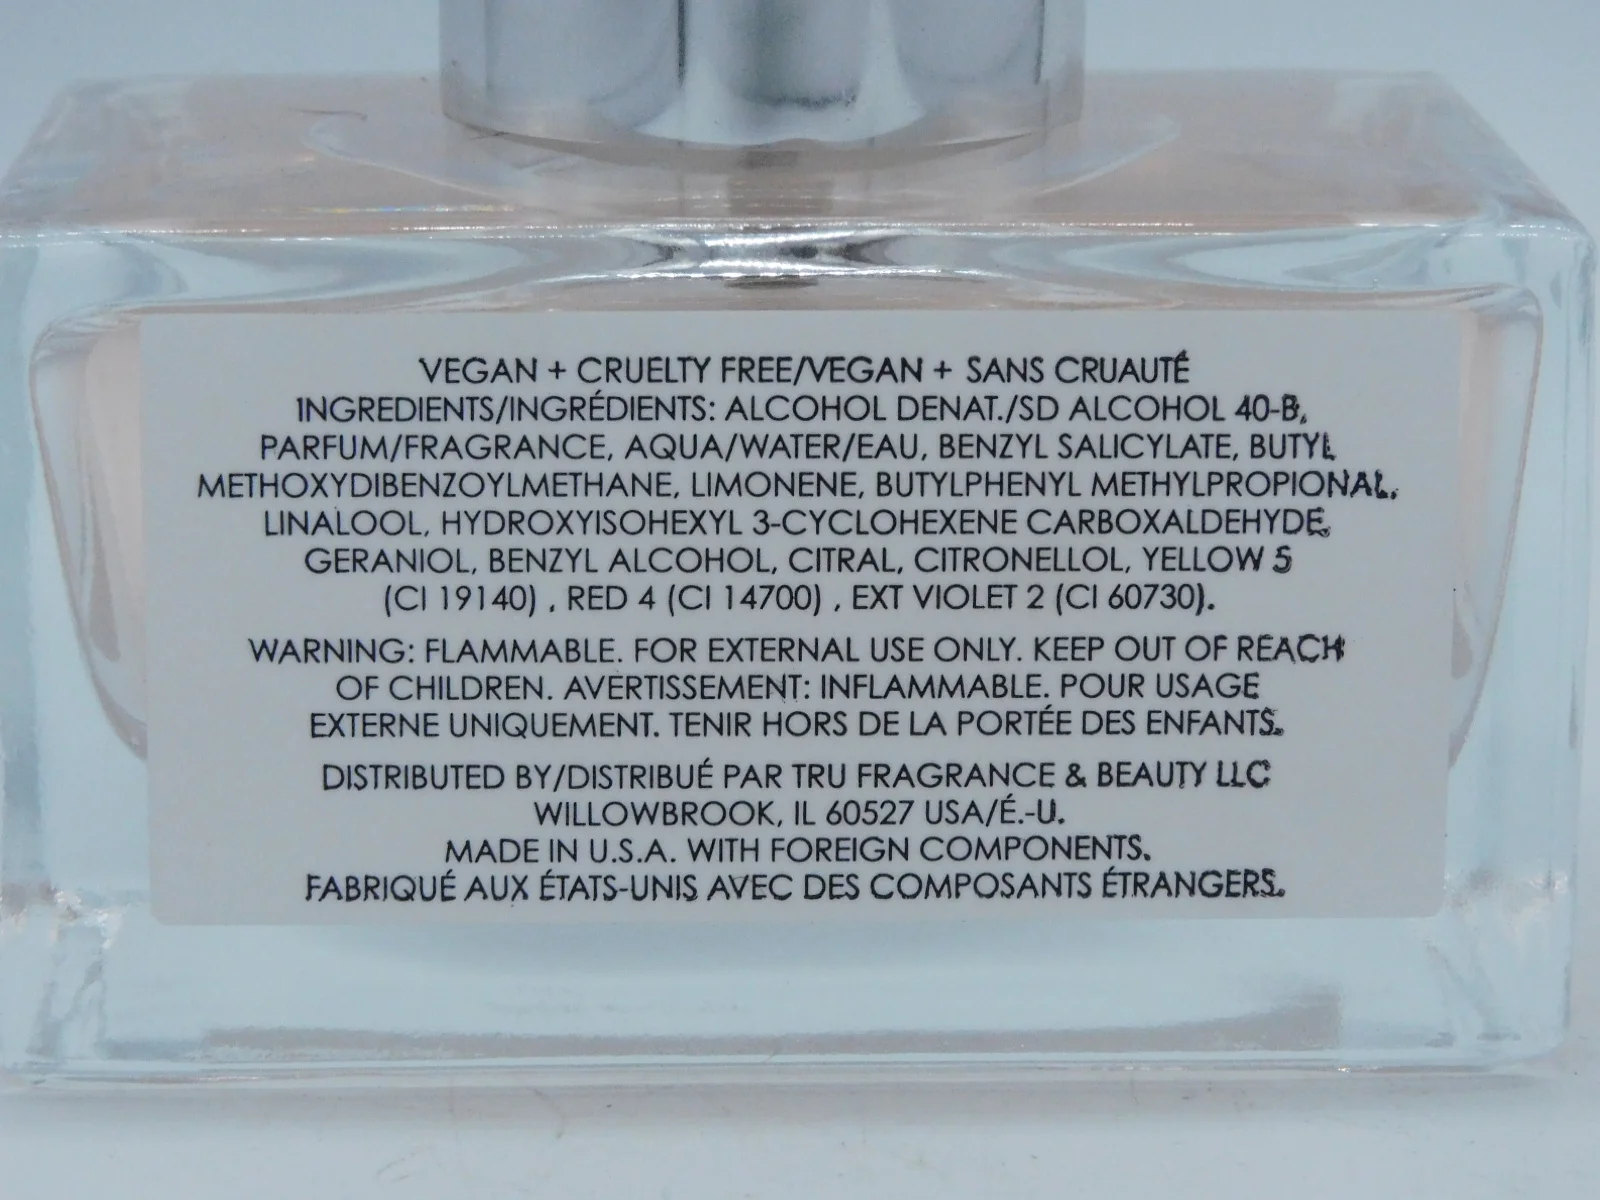 VEGAN + CRUELTY FREE/VEGAN + SANS CRUAUTÉ
INGREDIENTS/INGRÉDIENTS: ALCOHOL DENAT./SD ALCOHOL 40-B,
PARFUM/FRAGRANCE, AQUA/WATER/EAU, BENZYL SALICYLATE, BUTYL
METHOXYDIBENZOYLMETHANE, LIMONENE, BUTYLPHENYL METHYLPROPIONAL,
LINALOOL, HYDROXYISOHEXYL 3-CYCLOHEXENE CARBOXALDEHYDE,
GERANIOL, BENZYL ALCOHOL, CITRAL, CITRONELLOL, YELLOW 5
(CI 19140) , RED 4 (CI 14700) , EXT VIOLET 2 (CI 60730).
WARNING: FLAMMABLE. FOR EXTERNAL USE ONLY. KEEP OUT OF REACH
OF CHILDREN. AVERTISSEMENT: INFLAMMABLE. POUR USAGE
EXTERNE UNIQUEMENT. TENIR HORS DE LA PORTÉE DES ENFANTS.
DISTRIBUTED BY/DISTRIBUÉ PAR TRU FRAGRANCE & BEAUTY LLC
WILLOWBROOK, IL 60527 USA/É.-U.
MADE IN U.S.A. WITH FOREIGN COMPONENTS.
FABRIQUÉ AUX ÉTATS-UNIS AVEC DES COMPOSANTS ÉTRANGERS.